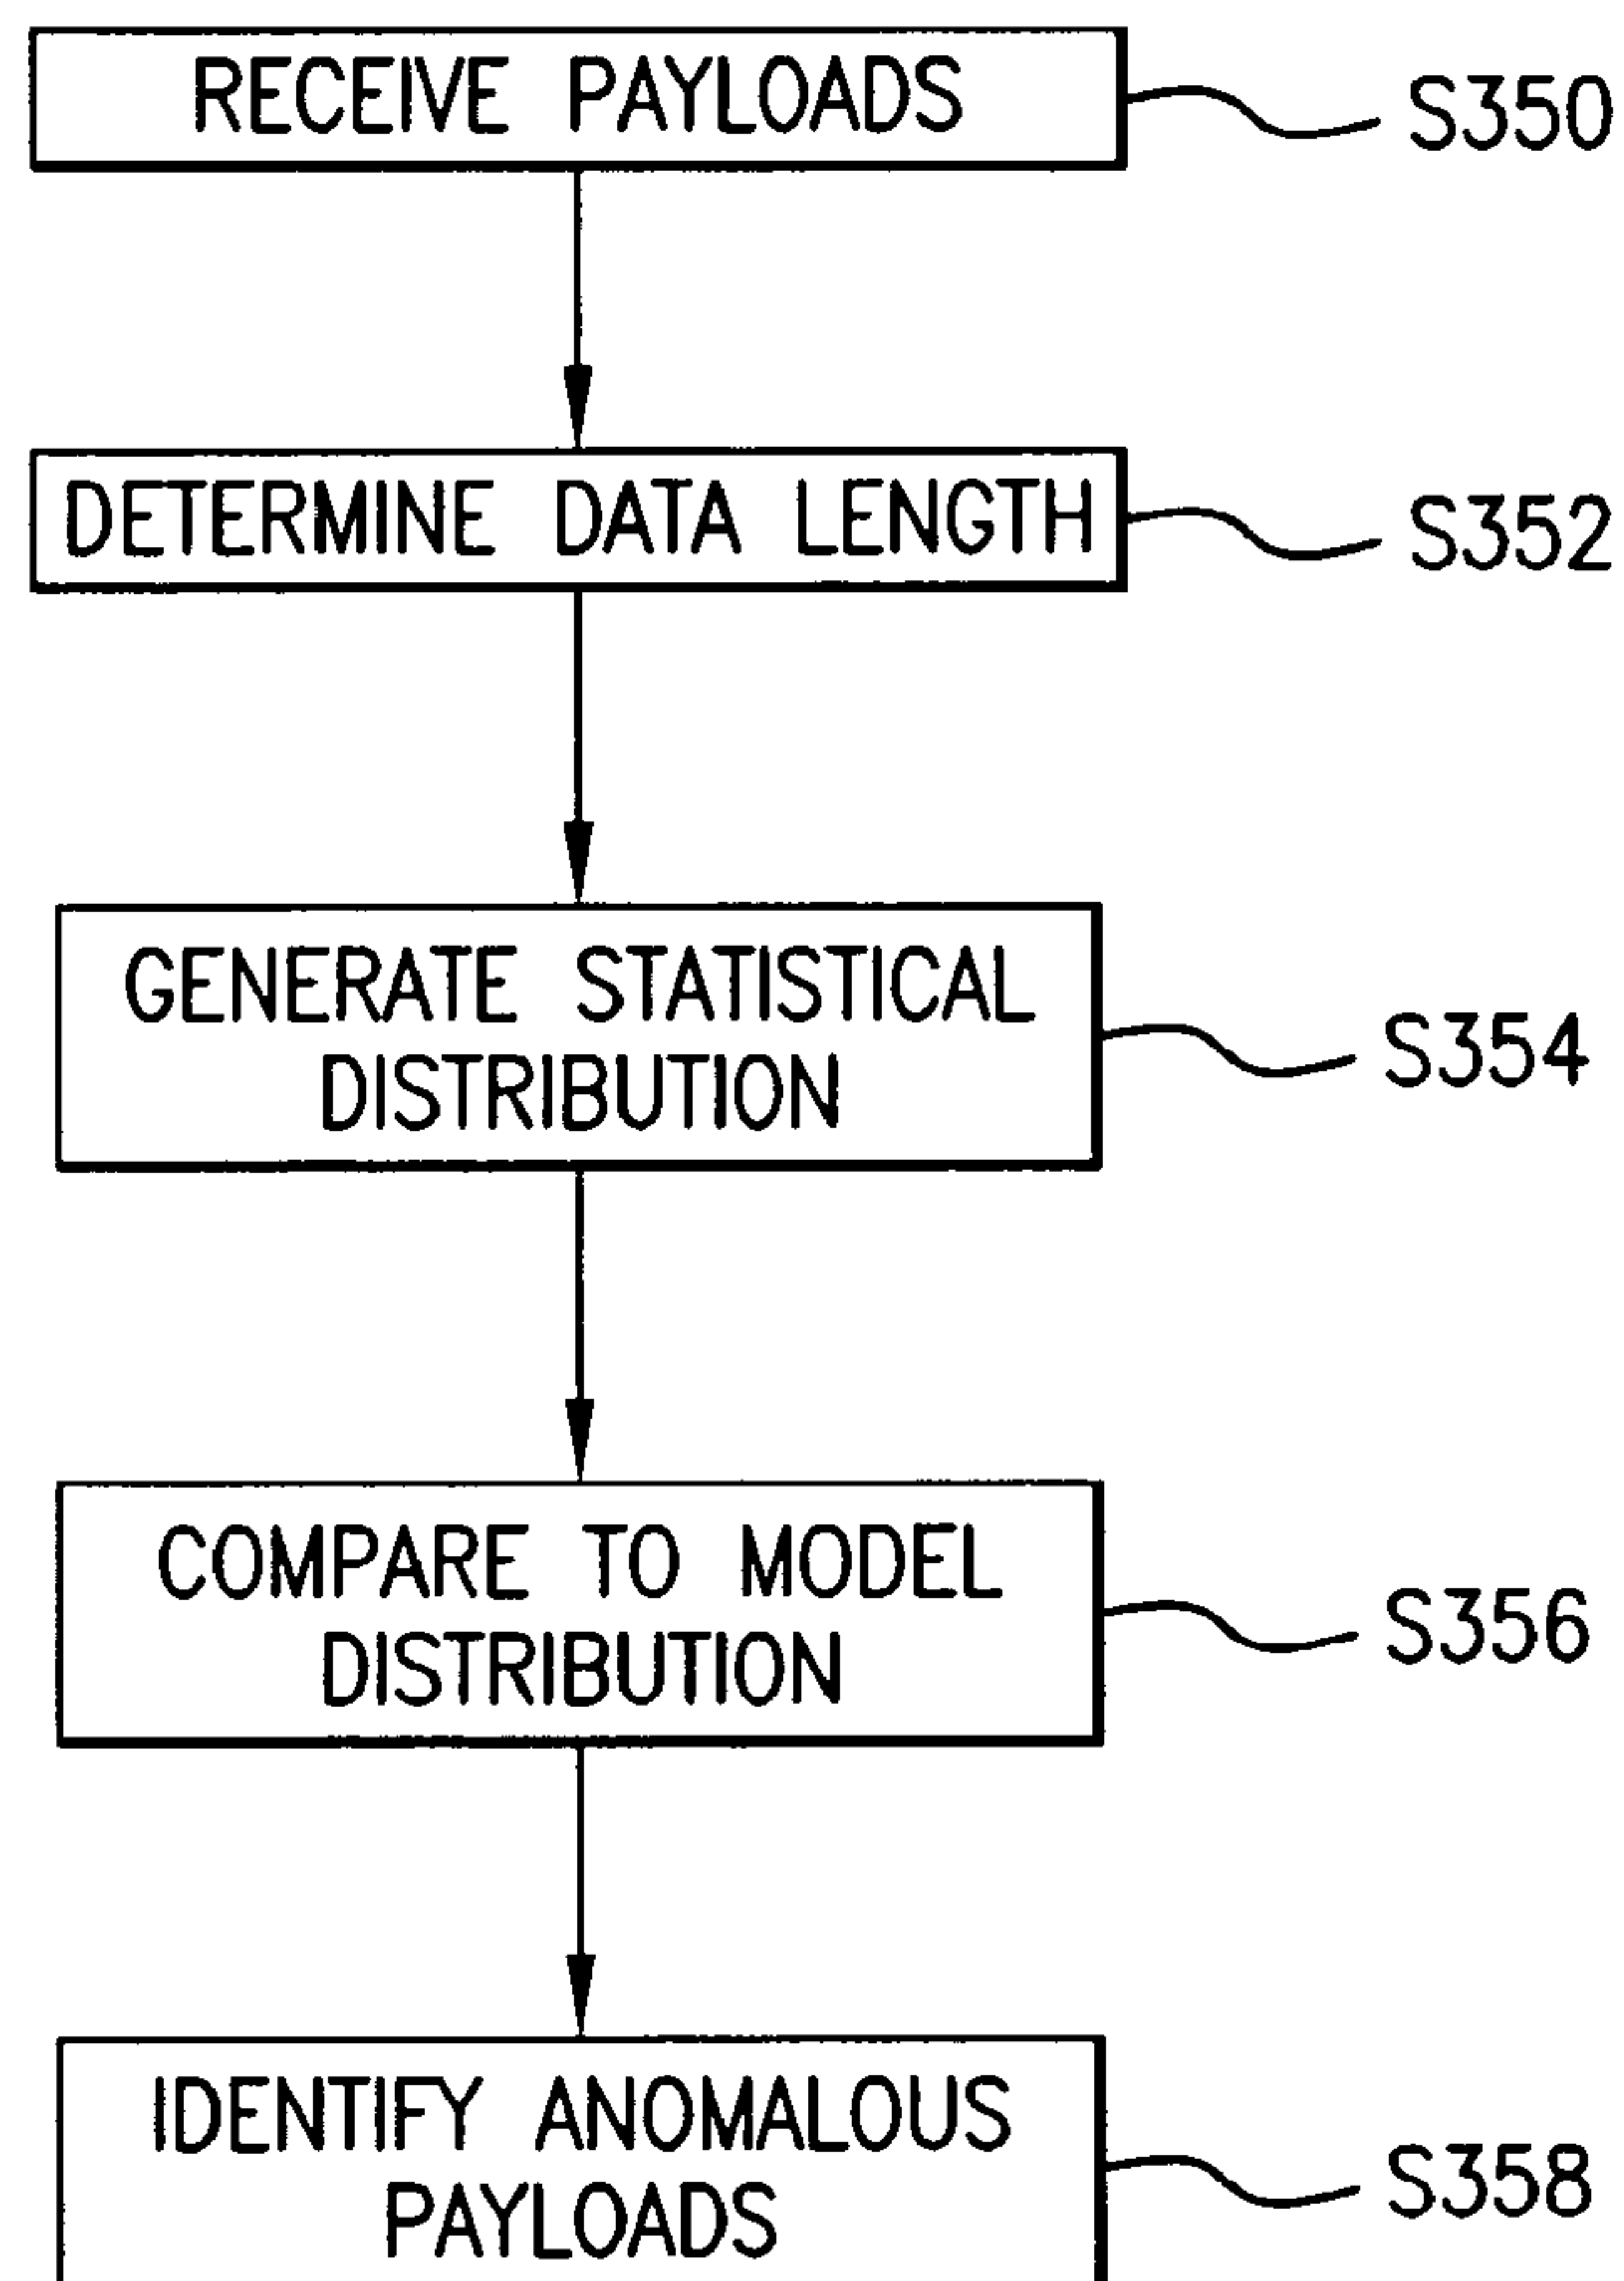 RECEIVE PAYLOADS
S350
DETERMINE DATA LENGTH
S352
GENERATE STATISTICAL
DISTRIBUTION
S354
COMPARE TO MODEL
DISTRIBUTION
S356
IDENTIFY ANOMALOUS
PAYLOADS
S358